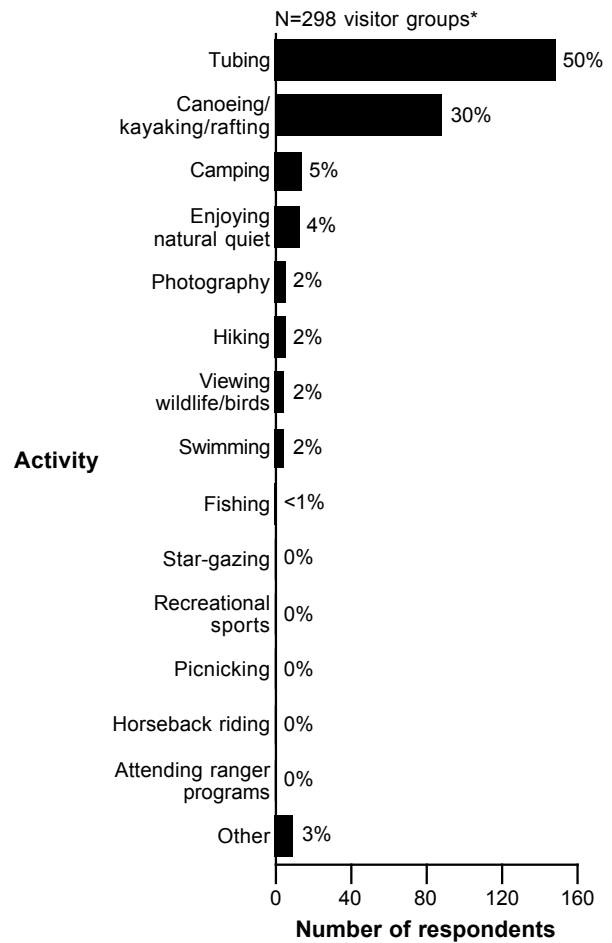 N=298 visitor groups*
Tubing 50%
Canoeing/
kayaking/rafting 30%
Camping 5%
Enjoying
natural quiet 4%
Photography 2%
Hiking 2%
Viewing
wildlife/birds 2%
Swimming 2%
Activity
Fishing <1%
Star-gazing 0%
Recreational
sports 0%
Picnicking 0%
Horseback riding 0%
Attending ranger
programs 0%
Other 3%
0 40 80 120 160
Number of respondents